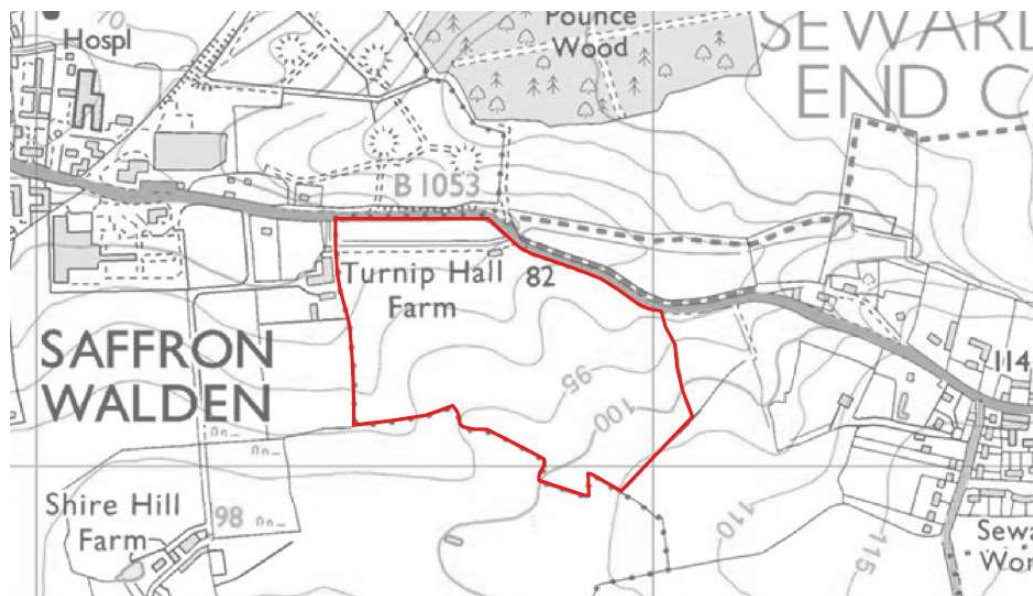 70
Hospl
Pounce
Wood
SEWARD
END C
B 1053
Turnip Hall
Farm
82
SAFFRON
WALDEN
95
100
114
Shire Hill
Farm
98
110
115
Sewa
Wor